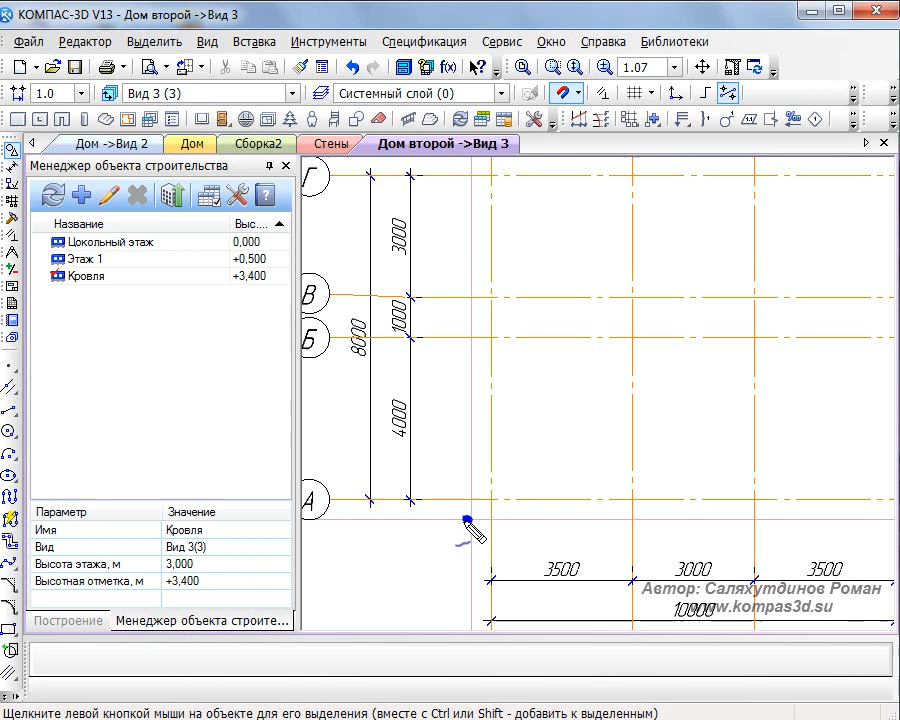 КОМПАС-3D V13 - Дом второй ->Вид 3
Файл Редактор Выделить Вид Вставка Инструменты Спецификация Сервис Окно Справка Библиотеки
f(x) 1.07
1.0 Вид 3 (3) Системный слой (0)
Дом ->Вид 2 Дом Сборка2 Стены Дом второй ->Вид 3
Менеджер объекта строительства
Название Выс....
Цокольный этаж 0,000
Этаж 1 +0,500
Кровля +3,400
Параметр Значение
Имя Кровля
Вид Вид 3(3)
Высота этажа, м 3,000
Высотная отметка, м +3,400
Построение Менеджер объекта строите...
Г
3000
В
1000
Б
8000
4000
А
3500 3000 3500
Автор: Саляхутдинов Роман
10000
www.kompas3d.su
Щелкните левой кнопкой мыши на объекте для его выделения (вместе с Ctrl или Shift - добавить к выделенным)